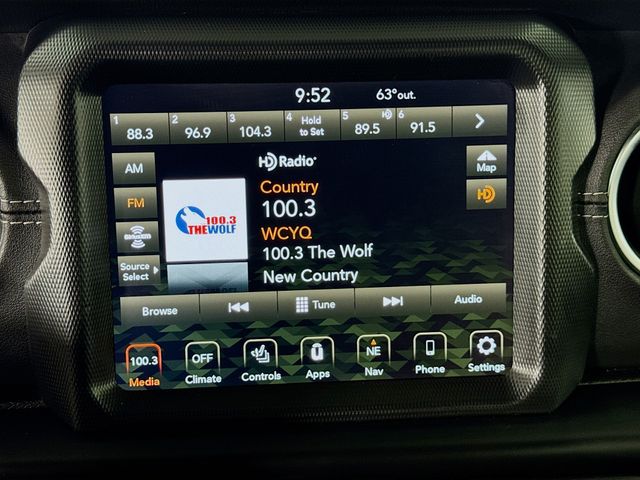 9:52 63° out.
1 88.3 2 96.9 3 104.3 4 Hold to Set 5 HD 89.5 6 91.5
AM HD Radio Map
Country
100.3
FM HD
100.3
THE WOLF
WCYQ
SiriusXM
100.3 The Wolf
Source
Select
New Country
Browse Tune Audio
100.3 OFF NE
Media Climate Controls Apps Nav Phone Settings